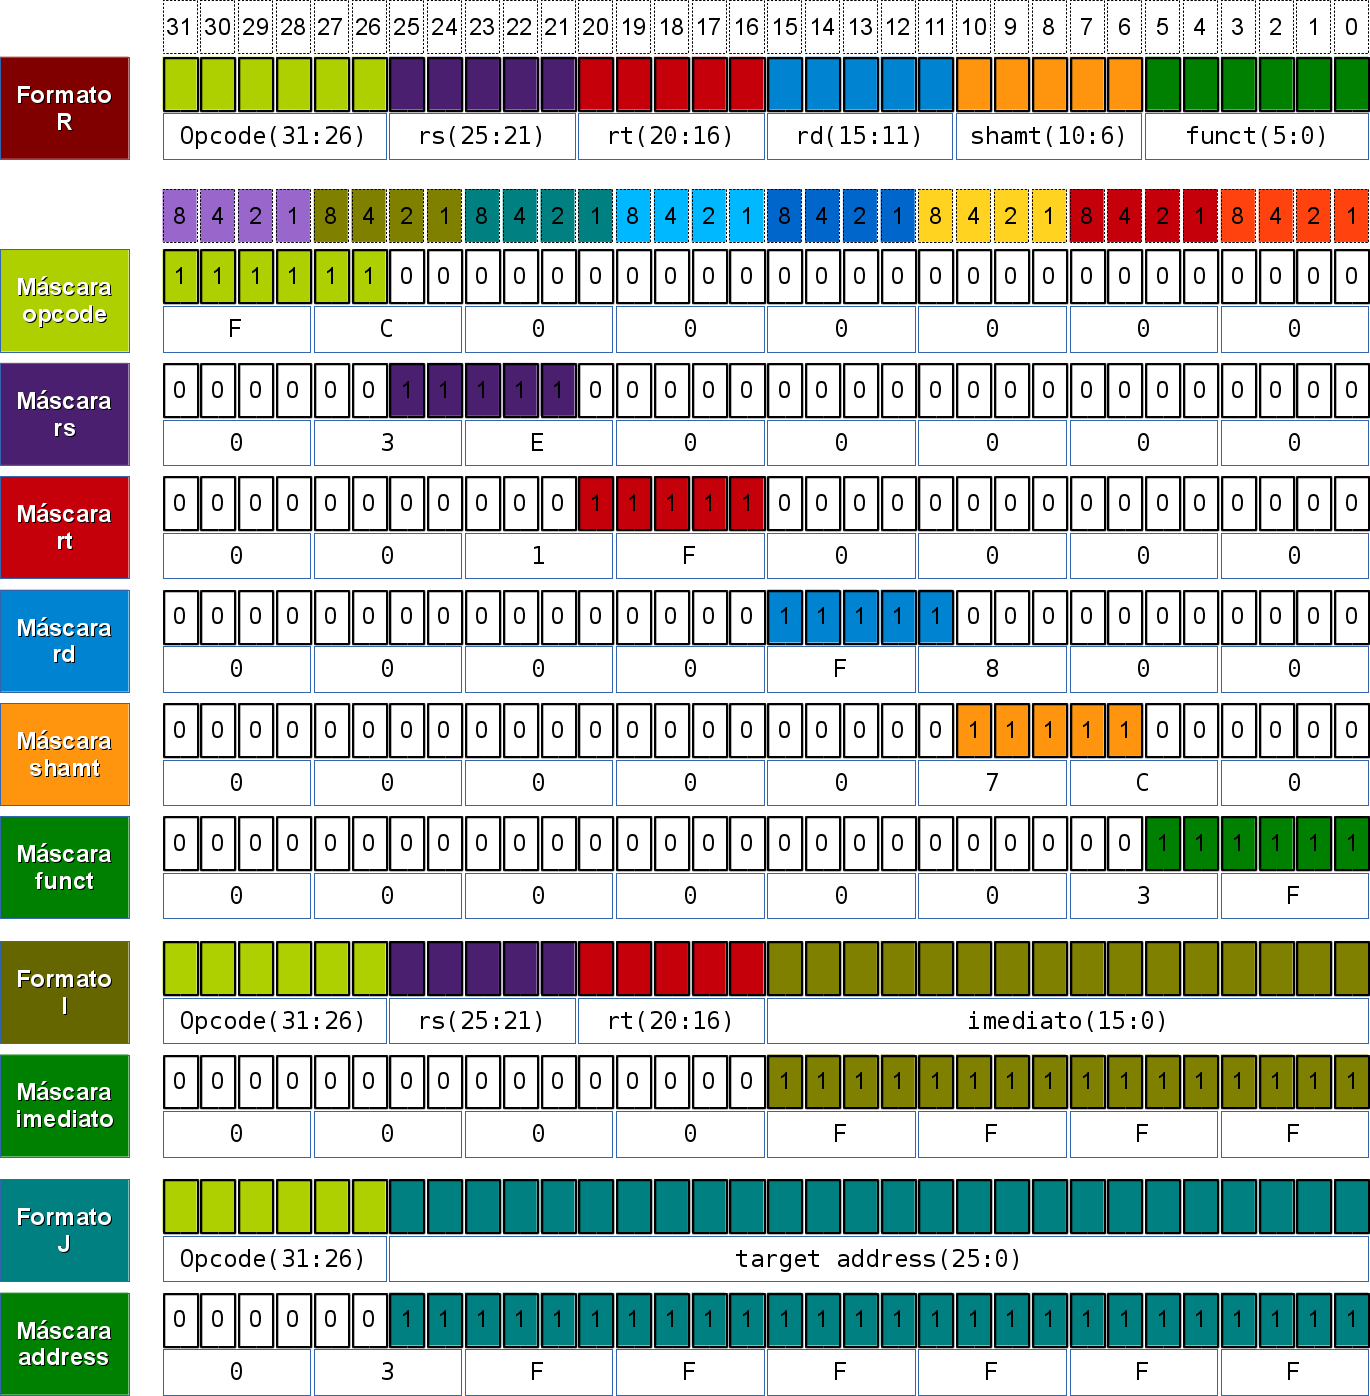 31 30 29 28 27 26 25 24 23 22 21 20 19 18 17 16 15 14 13 12 11 10 9 8 7 6 5 4 3 2 1 0
Formato
R
Opcode(31:26) rs(25:21) rt(20:16) rd(15:11) shamt(10:6) funct(5:0)
8 4 2 1 8 4 2 1 8 4 2 1 8 4 2 1 8 4 2 1 8 4 2 1 8 4 2 1 8 4 2 1
Máscara
opcode
1 1 1 1 1 1 0 0 0 0 0 0 0 0 0 0 0 0 0 0 0 0 0 0 0 0 0 0 0 0 0 0
F C 0 0 0 0 0 0
Máscara
rs
0 0 0 0 0 0 1 1 1 1 1 0 0 0 0 0 0 0 0 0 0 0 0 0 0 0 0 0 0 0 0 0
0 3 E 0 0 0 0 0
Máscara
rt
0 0 0 0 0 0 0 0 0 0 0 1 1 1 1 1 0 0 0 0 0 0 0 0 0 0 0 0 0 0 0 0
0 0 1 F 0 0 0 0
Máscara
rd
0 0 0 0 0 0 0 0 0 0 0 0 0 0 0 0 1 1 1 1 1 0 0 0 0 0 0 0 0 0 0 0
0 0 0 0 F 8 0 0
Máscara
shamt
0 0 0 0 0 0 0 0 0 0 0 0 0 0 0 0 0 0 0 0 0 1 1 1 1 1 0 0 0 0 0 0
0 0 0 0 0 7 C 0
Máscara
funct
0 0 0 0 0 0 0 0 0 0 0 0 0 0 0 0 0 0 0 0 0 0 0 0 0 0 1 1 1 1 1 1
0 0 0 0 0 0 3 F
Formato
I
Opcode(31:26) rs(25:21) rt(20:16) imediato(15:0)
Máscara
imediato
0 0 0 0 0 0 0 0 0 0 0 0 0 0 0 0 1 1 1 1 1 1 1 1 1 1 1 1 1 1 1 1
0 0 0 0 F F F F
Formato
J
Opcode(31:26) target address(25:0)
Máscara
address
0 0 0 0 0 0 1 1 1 1 1 1 1 1 1 1 1 1 1 1 1 1 1 1 1 1 1 1 1 1 1 1
0 3 F F F F F F